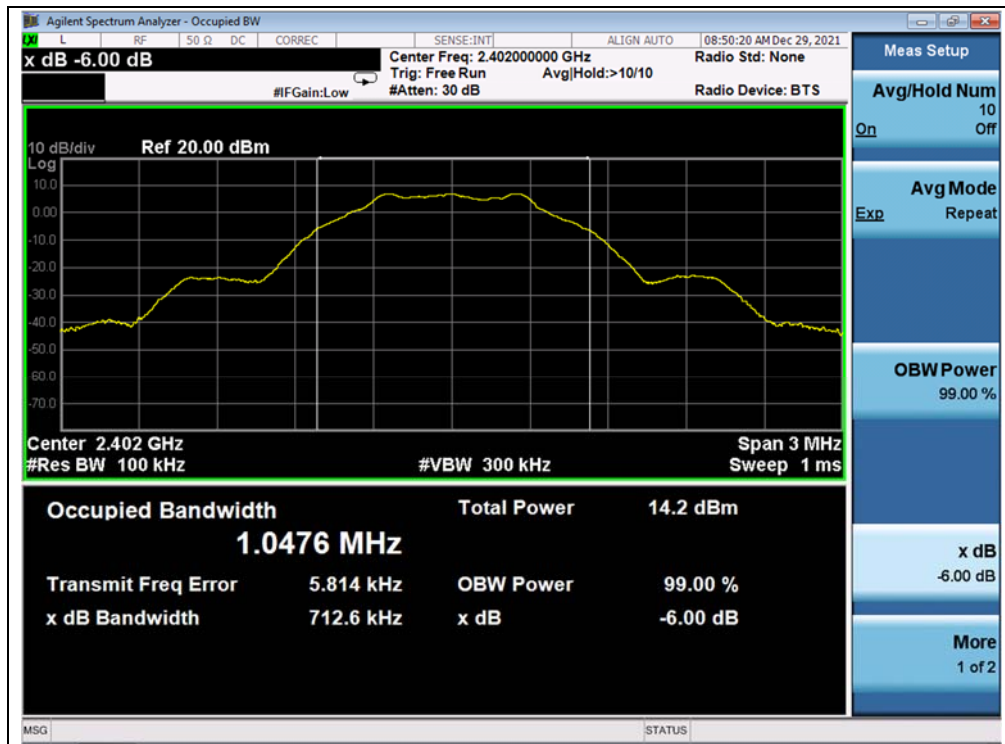 Agilent Spectrum Analyzer - Occupied BW
LXI L RF 50 Ω DC CORREC SENSE:INT ALIGN AUTO 08:50:20 AM Dec 29, 2021
x dB -6.00 dB
Center Freq: 2.402000000 GHz
Radio Std: None
Trig: Free Run Avg|Hold:>10/10
#IFGain:Low
#Atten: 30 dB
Radio Device: BTS
10 dB/div Ref 20.00 dBm
Log
10.0
0.00
-10.0
-20.0
-30.0
-40.0
-50.0
60.0
-70.0
Center 2.402 GHz Span 3 MHz
#Res BW 100 kHz #VBW 300 kHz Sweep 1 ms
Occupied Bandwidth Total Power 14.2 dBm
1.0476 MHz
Transmit Freq Error 5.814 kHz OBW Power 99.00 %
x dB Bandwidth 712.6 kHz x dB -6.00 dB
Meas Setup
Avg/Hold Num
10
On Off
Avg Mode
Exp Repeat
OBW Power
99.00 %
x dB
-6.00 dB
More
1 of 2
MSG STATUS